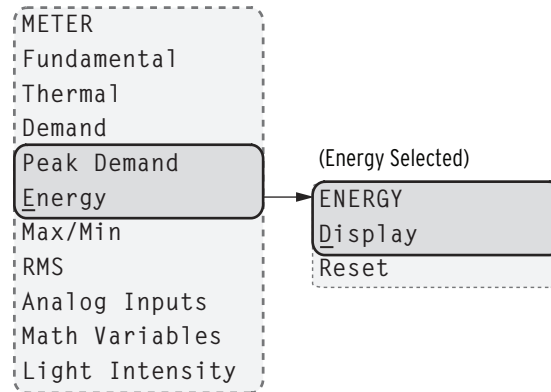 METER
Fundamental
Thermal
Demand
Peak Demand
Energy
Max/Min
RMS
Analog Inputs
Math Variables
Light Intensity
(Energy Selected)
ENERGY
Display
Reset